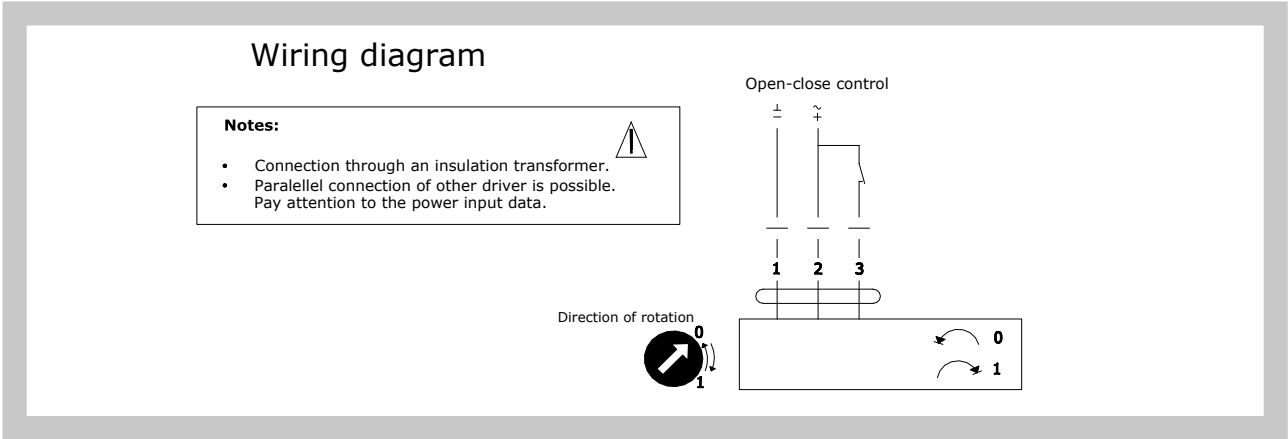 Wiring diagram
Notes:
• Connection through an insulation transformer.
• Paralellel connection of other driver is possible.
Pay attention to the power input data.
Open-close control
⊥ ~
− +
1 2 3
Direction of rotation
0
1
0
1